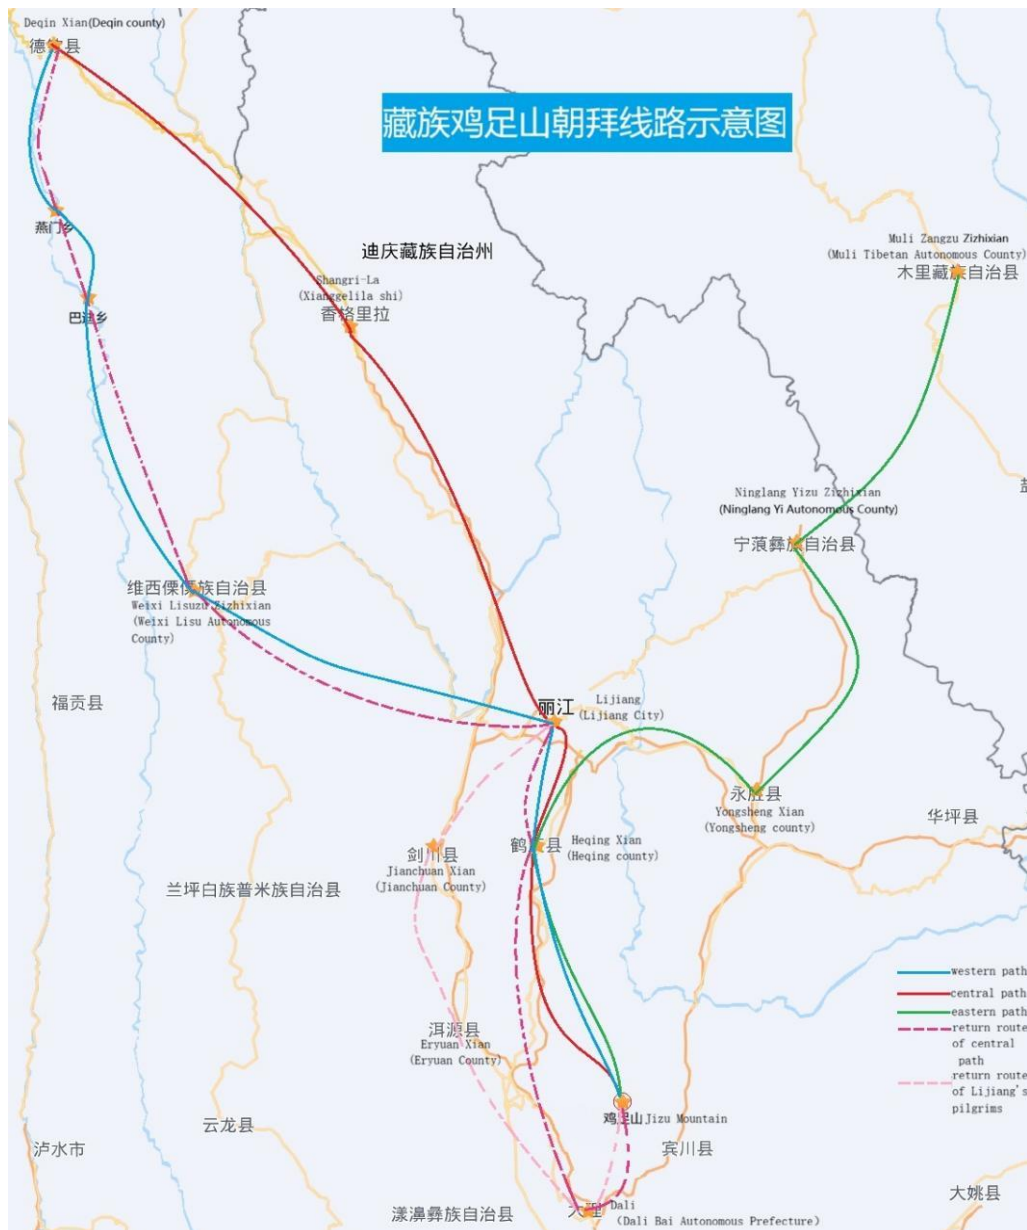 Deqin Xian(Deqin county)
德钦县
藏族鸡足山朝拜线路示意图
燕门乡
迪庆藏族自治州
Muli Zangzu Zizhixian
(Muli Tibetan Autonomous County)
木里藏族自治县
Shangri-La
(Xianggelila shi)
香格里拉
巴迪乡
盐
Ninglang Yizu Zizhixian
(Ninglang Yi Autonomous County)
宁蒗彝族自治县
维西傈僳族自治县
Weixi Lisuzu Zizhixian
(Weixi Lisu Autonomous
County)
福贡县
丽江
Lijiang
(Lijiang City)
永胜县
Yongsheng Xian
(Yongsheng county)
华坪县
鹤庆县
Heqing Xian
(Heqing county)
剑川县
Jianchuan Xian
(Jianchuan County)
兰坪白族普米族自治县
western path
central path
eastern path
return route
of central
path
return route
of Lijiang's
pilgrims
洱源县
Eryuan Xian
(Eryuan County)
鸡足山 Jizu Mountain
云龙县
泸水市
宾川县
大姚县
大理
Dali
(Dali Bai Autonomous Prefecture)
漾濞彝族自治县